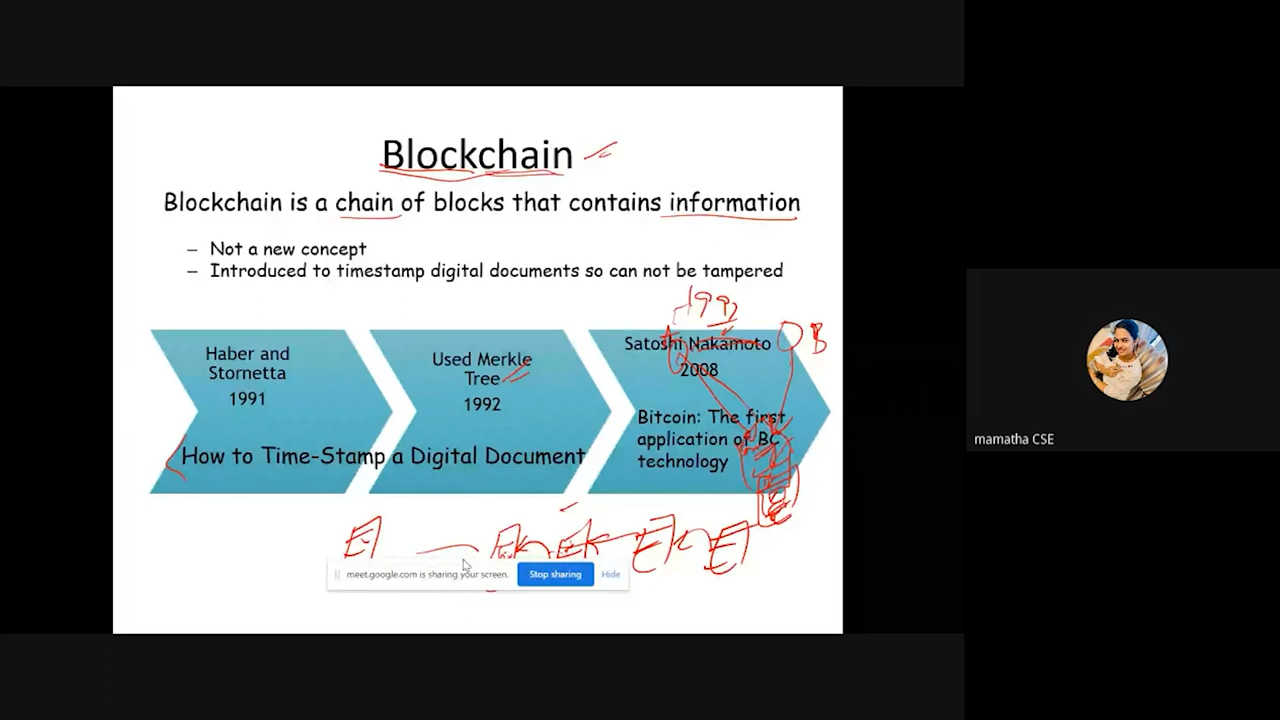 Blockchain
Blockchain is a chain of blocks that contains information
– Not a new concept
– Introduced to timestamp digital documents so can not be tampered
Haber and
Stornetta
1991
Used Merkle
Tree
1992
How to Time-Stamp a Digital Document
Satoshi Nakamoto
2008
Bitcoin: The first
application of BC
technology
B
meet.google.com is sharing your screen.
Stop sharing
Hide
mamatha CSE